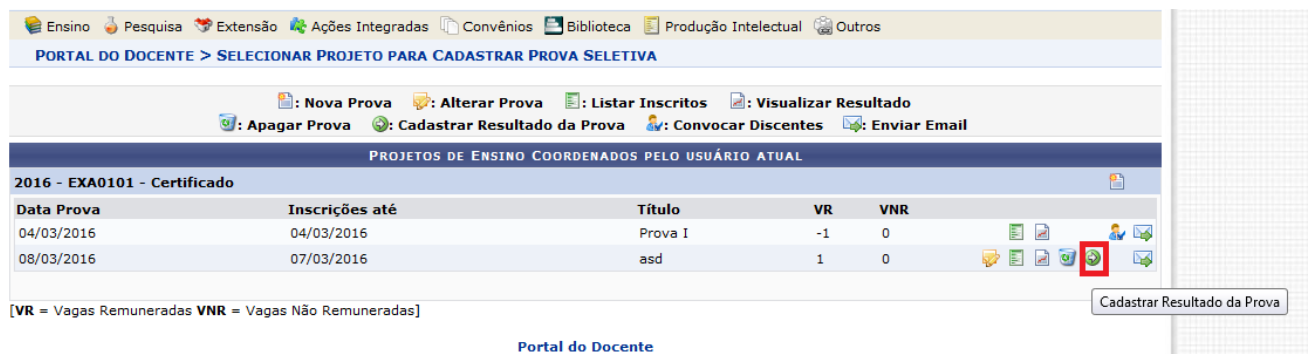 Ensino Pesquisa Extensão Ações Integradas Convênios Biblioteca Produção Intelectual Outros
PORTAL DO DOCENTE > SELECIONAR PROJETO PARA CADASTRAR PROVA SELETIVA
: Nova Prova : Alterar Prova : Listar Inscritos : Visualizar Resultado
: Apagar Prova : Cadastrar Resultado da Prova : Convocar Discentes : Enviar Email
PROJETOS DE ENSINO COORDENADOS PELO USUÁRIO ATUAL
2016 - EXA0101 - Certificado
Data Prova Inscrições até Título VR VNR
04/03/2016 04/03/2016 Prova I -1 0
08/03/2016 07/03/2016 asd 1 0
Cadastrar Resultado da Prova
[VR = Vagas Remuneradas VNR = Vagas Não Remuneradas]
Portal do Docente